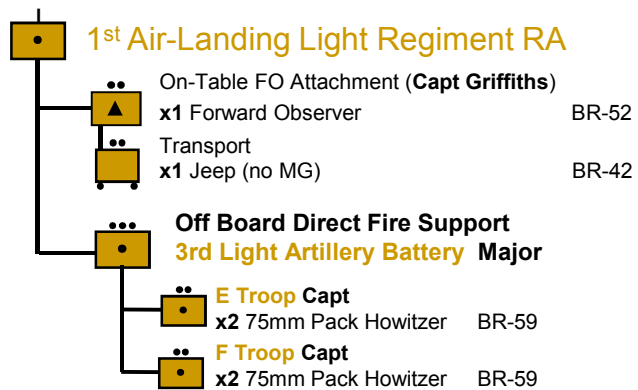 1st Air-Landing Light Regiment RA
On-Table FO Attachment (Capt Griffiths)
x1 Forward Observer BR-52
Transport
x1 Jeep (no MG) BR-42
Off Board Direct Fire Support
3rd Light Artillery Battery Major
E Troop Capt
x2 75mm Pack Howitzer BR-59
F Troop Capt
x2 75mm Pack Howitzer BR-59